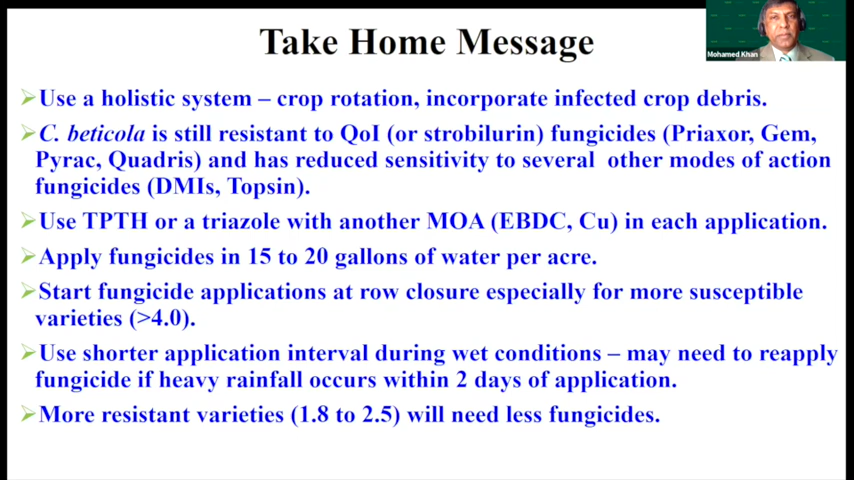 Take Home Message
Mohamed Khan
Use a holistic system – crop rotation, incorporate infected crop debris.
C. beticola is still resistant to QoI (or strobilurin) fungicides (Priaxor, Gem,
Pyrac, Quadris) and has reduced sensitivity to several other modes of action
fungicides (DMIs, Topsin).
Use TPTH or a triazole with another MOA (EBDC, Cu) in each application.
Apply fungicides in 15 to 20 gallons of water per acre.
Start fungicide applications at row closure especially for more susceptible
varieties (>4.0).
Use shorter application interval during wet conditions – may need to reapply
fungicide if heavy rainfall occurs within 2 days of application.
More resistant varieties (1.8 to 2.5) will need less fungicides.